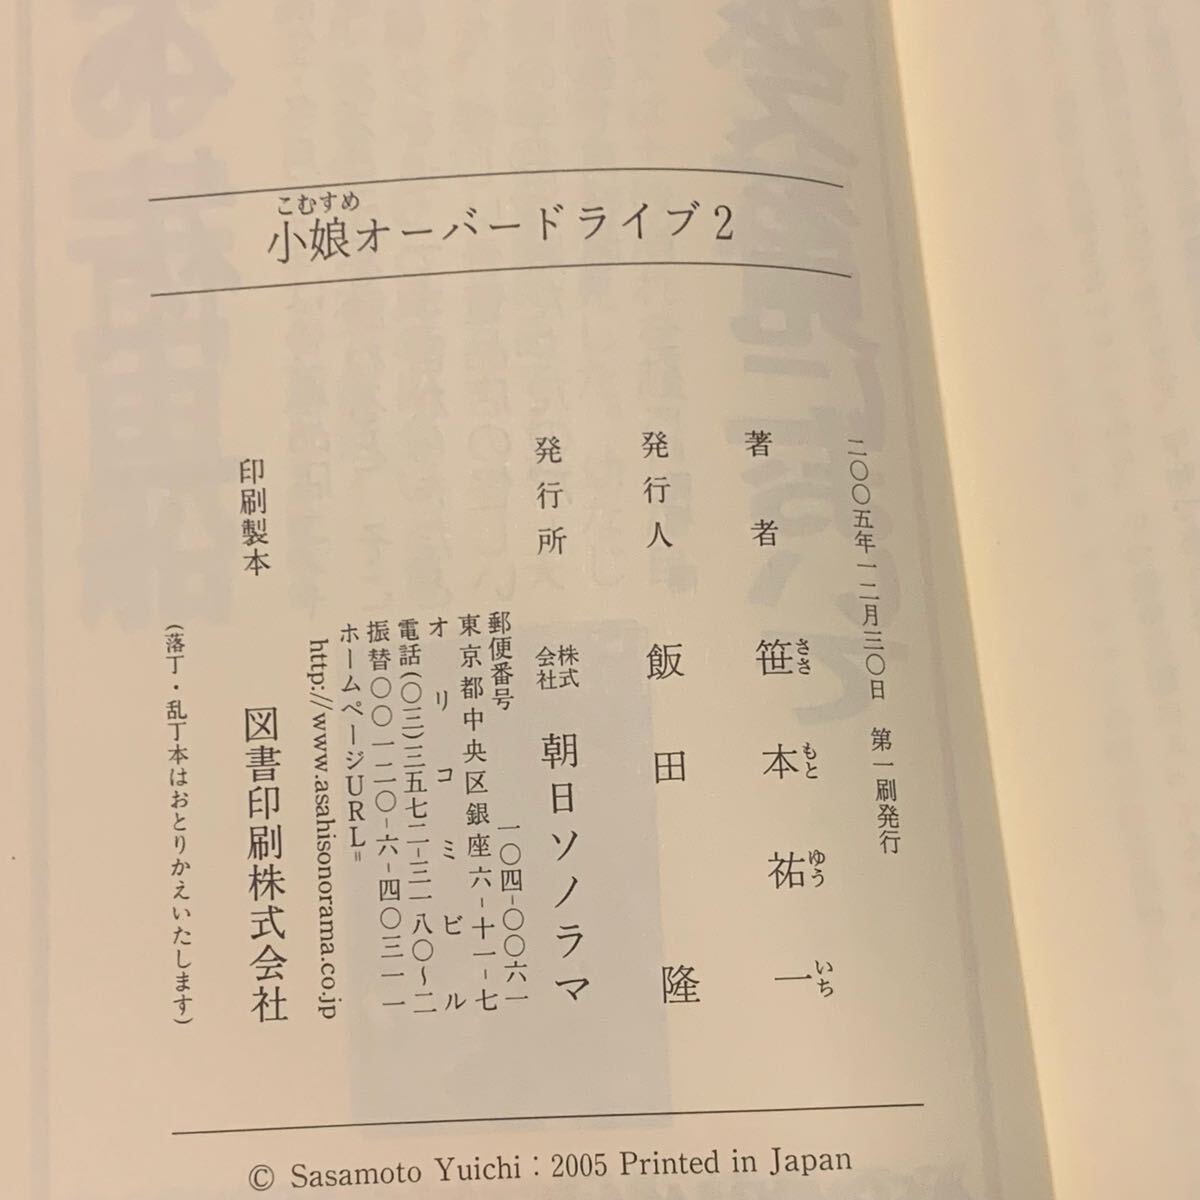 こむすめ
小娘オーバードライブ2
二〇〇五年一二月三〇日 第一刷発行
著者 笹本祐一
ささもとゆういち
発行人 飯田隆
発行所 株式会社 朝日ソノラマ
郵便番号 一〇四-〇〇六一
東京都中央区銀座六-十一-七
オリコミビル
電話(〇三)三五七二-三一八〇～二
振替〇〇一二〇-六-四〇三一一
ホームページURL=
http://www.asahisonorama.co.jp
印刷製本 図書印刷株式会社
(落丁・乱丁本はおとりかえいたします)
© Sasamoto Yuichi : 2005 Printed in Japan